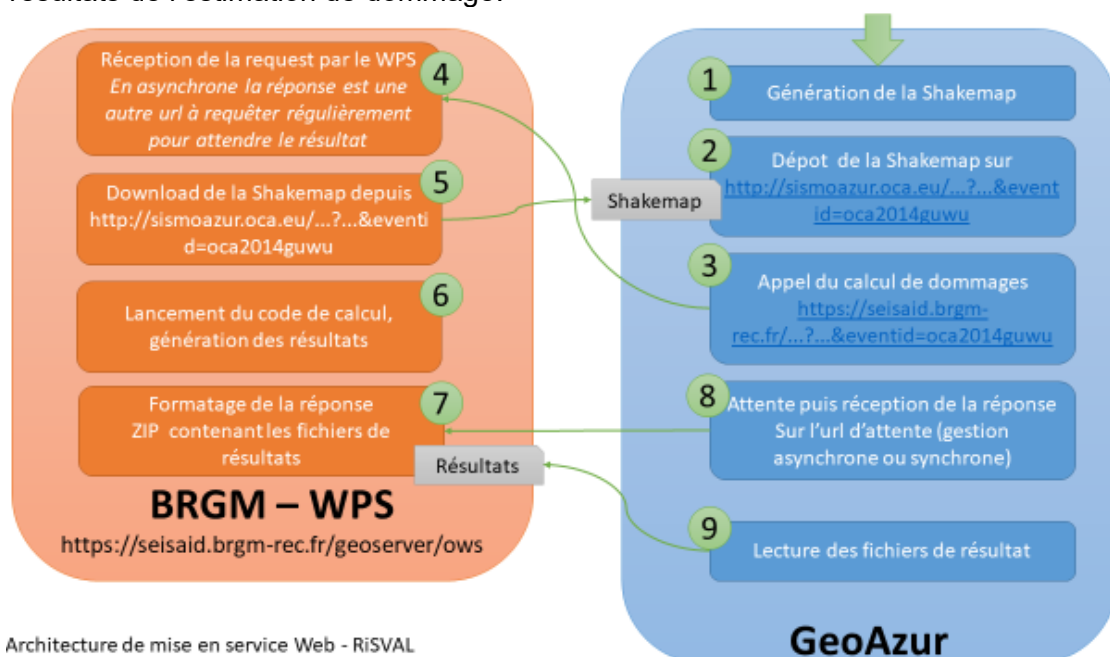 résultats de l'estimation de dommage.
Réception de la request par le WPS
En asynchrone la réponse est une
autre url à requêter régulièrement
pour attendre le résultat
4
Download de la Shakemap depuis
http://sismoazur.oca.eu/...?...&eventi
d=oca2014guwu
5
Lancement du code de calcul,
génération des résultats
6
Formatage de la réponse
ZIP contenant les fichiers de
résultats
7
Résultats
BRGM – WPS
https://seisaid.brgm-rec.fr/geoserver/ows
Shakemap
1
Génération de la Shakemap
2
Dépot de la Shakemap sur
http://sismoazur.oca.eu/...?...&event
id=oca2014guwu
3
Appel du calcul de dommages
https://seisaid.brgm-
rec.fr/...?...&eventid=oca2014guwu
8
Attente puis réception de la réponse
Sur l'url d'attente (gestion
asynchrone ou synchrone)
9
Lecture des fichiers de résultat
GeoAzur
Architecture de mise en service Web - RiSVAL